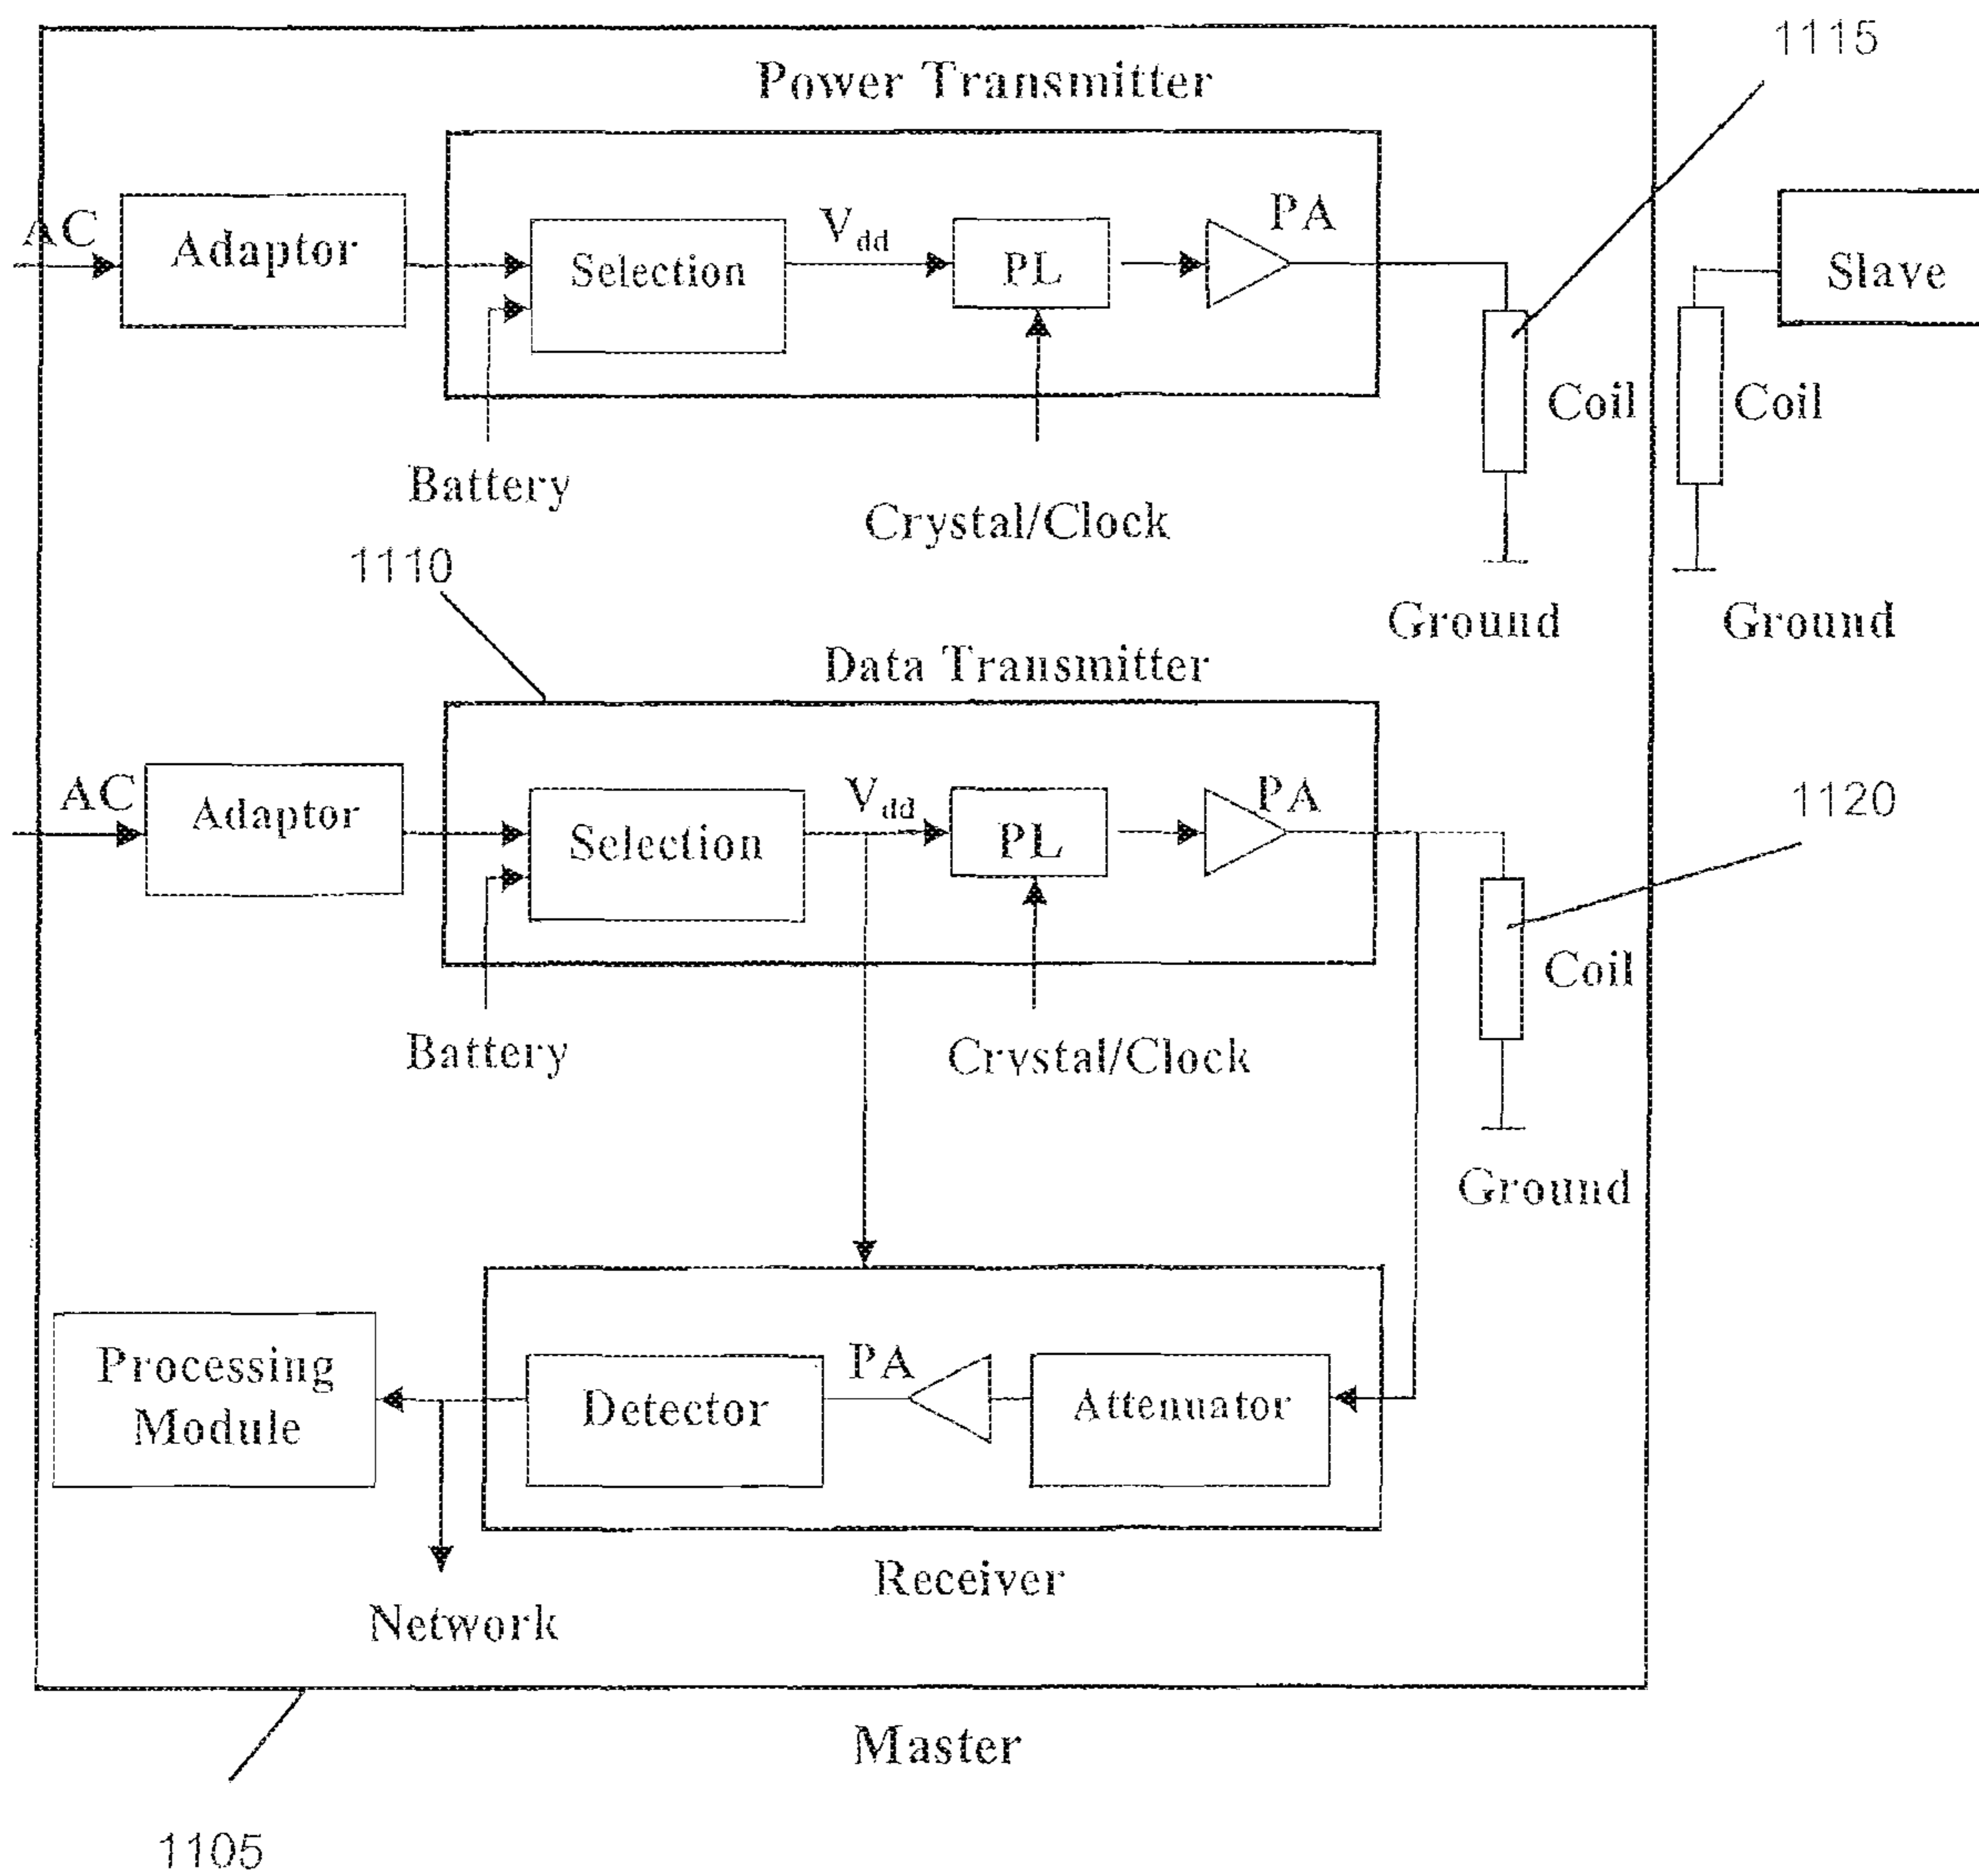 1115
Power Transmitter
AC
Adaptor
Selection
Vdd
PL
PA
Slave
Coil
Coil
Battery
Crystal/Clock
1110
Ground
Ground
Data Transmitter
AC
Adaptor
Selection
Vdd
PL
PA
1120
Coil
Battery
Crystal/Clock
Ground
Processing
Module
Detector
PA
Attenuator
Receiver
Network
Master
1105